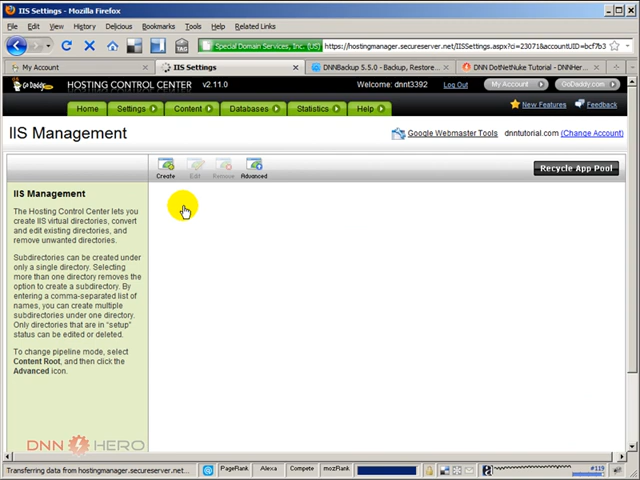 IIS Settings - Mozilla Firefox
File Edit View History Delicious Bookmarks Tools Help Related Links
Special Domain Services, Inc. (US)
https://hostingmanager.secureserver.net/IISSettings.aspx?ci=23071&accountUID=bcf7b3
My Account
IIS Settings
DNNBackup 5.5.0 - Backup, Restore...
DNN DotNetNuke Tutorial - DNNHer...
Go Daddy.com HOSTING CONTROL CENTER v2.11.0 Welcome: dnnt3392 Log Out My Account GoDaddy.com
Home Settings Content Databases Statistics Help New Features Feedback
IIS Management
Google Webmaster Tools dnntutorial.com (Change Account)
Create Edit Remove Advanced Recycle App Pool
IIS Management
The Hosting Control Center lets you
create IIS virtual directories, convert
and edit existing directories, and
remove unwanted directories.
Subdirectories can be created under
only a single directory. Selecting
more than one directory removes the
option to create a subdirectory. By
entering a comma-separated list of
names, you can create multiple
subdirectories under one directory.
Only directories that are in "setup"
status can be edited or deleted.
To change pipeline mode, select
Content Root, and then click the
Advanced icon.
DNN HERO
Transferring data from hostingmanager.secureserver.net... PageRank Alexa Compete mozRank #119